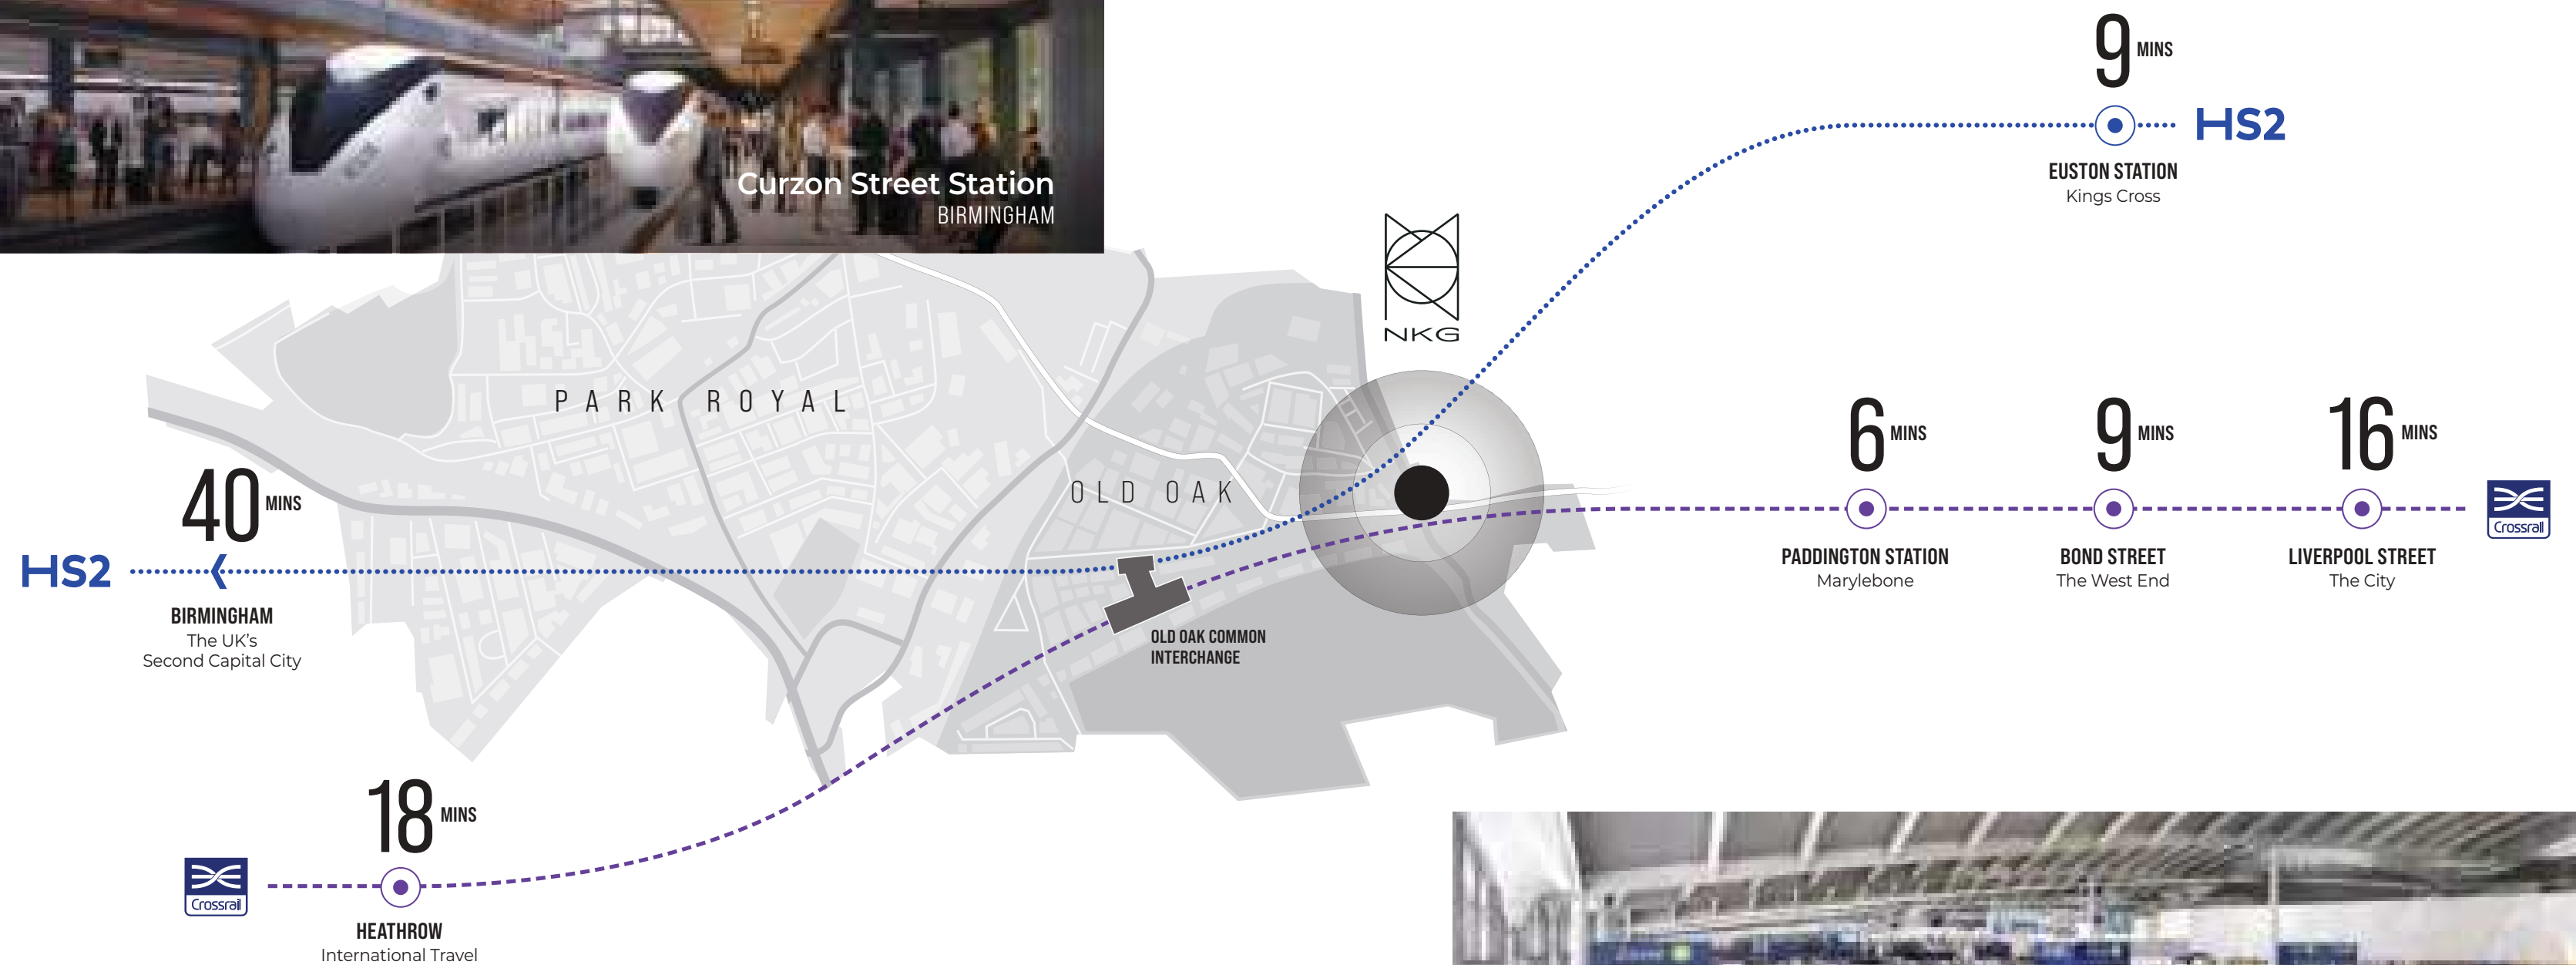 Curzon Street Station
BIRMINGHAM
9 MINS
HS2
EUSTON STATION
Kings Cross
NKG
PARK ROYAL
OLD OAK
40 MINS
HS2
BIRMINGHAM
The UK's
Second Capital City
OLD OAK COMMON
INTERCHANGE
6 MINS
PADDINGTON STATION
Marylebone
9 MINS
BOND STREET
The West End
16 MINS
LIVERPOOL STREET
The City
Crossrail
18 MINS
Crossrail
HEATHROW
International Travel